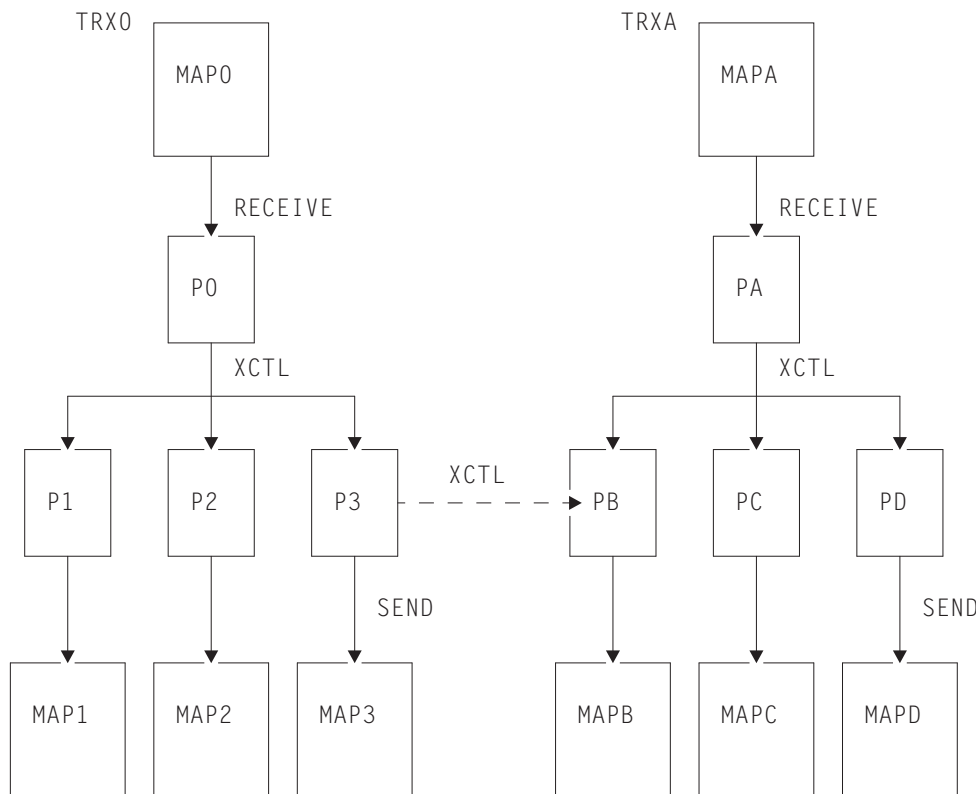 TRX0
TRXA
MAP0
MAPA
RECEIVE
RECEIVE
P0
PA
XCTL
XCTL
P1
P2
P3
XCTL
PB
PC
PD
SEND
SEND
MAP1
MAP2
MAP3
MAPB
MAPC
MAPD